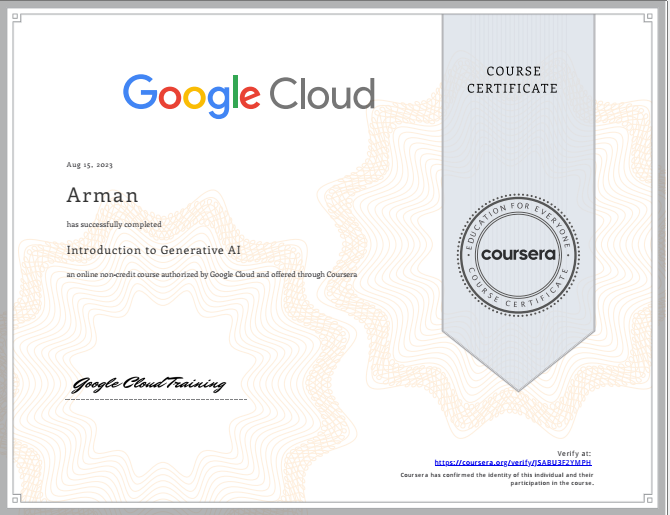 Google Cloud
COURSE
CERTIFICATE
Aug 15, 2023
Arman
has successfully completed
Introduction to Generative AI
an online non-credit course authorized by Google Cloud and offered through Coursera
EDUCATION FOR EVERYONE
coursera
COURSE CERTIFICATE
Google Cloud Training
Verify at:
https://coursera.org/verify/JSABU3F2YMPH
Coursera has confirmed the identity of this individual and their
participation in the course.